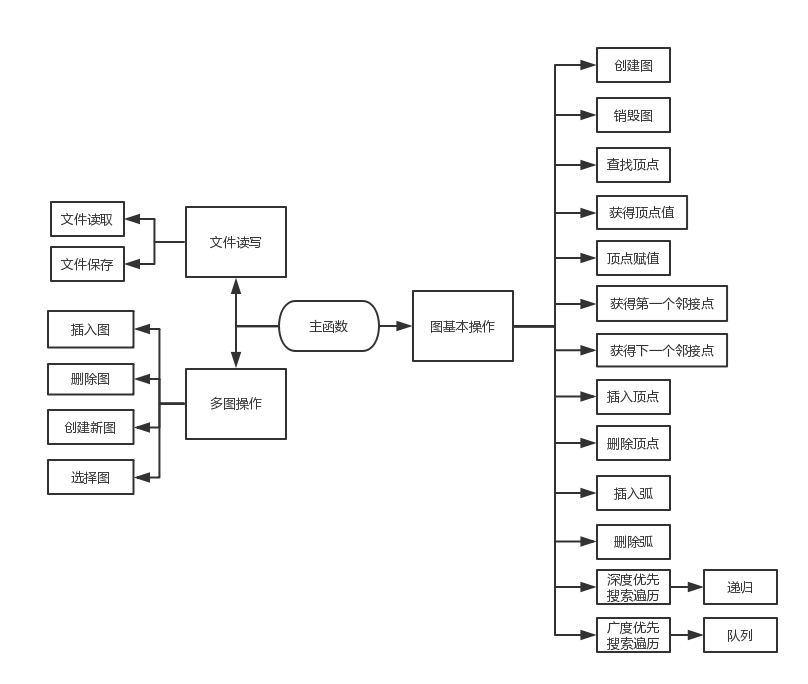 文件读取
文件保存
文件读写
插入图
删除图
创建新图
选择图
多图操作
主函数
图基本操作
创建图
销毁图
查找顶点
获得顶点值
顶点赋值
获得第一个邻接点
获得下一个邻接点
插入顶点
删除顶点
插入弧
删除弧
深度优先
搜索遍历
递归
广度优先
搜索遍历
队列